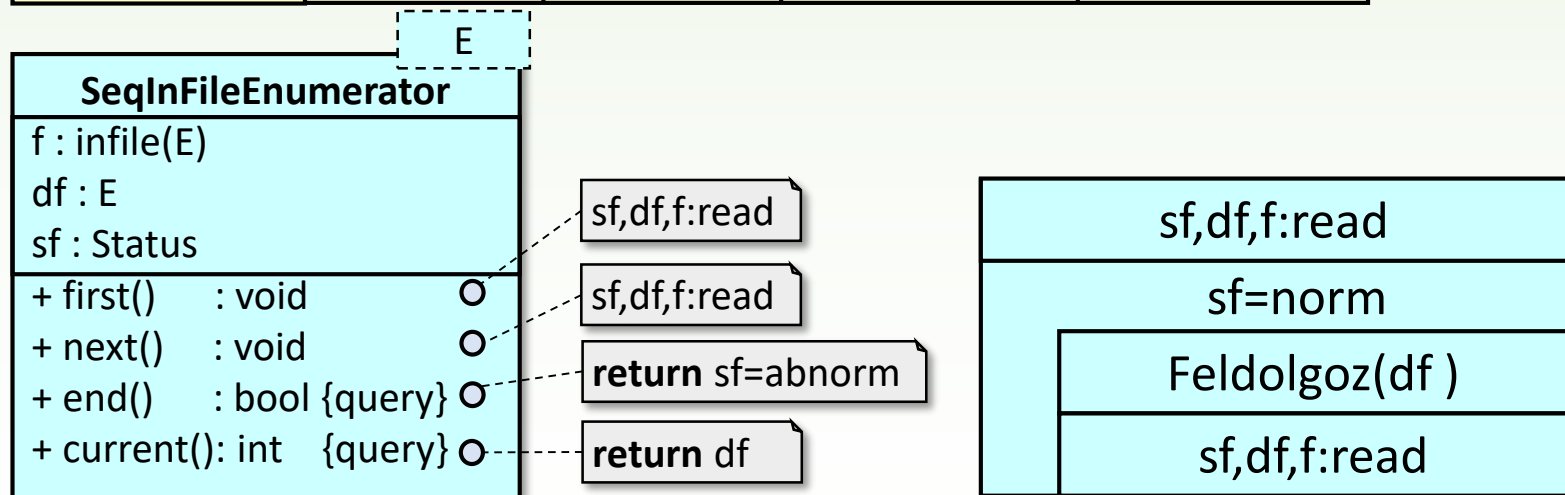 E
SeqInFileEnumerator
f : infile(E)
df : E
sf : Status
+ first() : void
+ next() : void
+ end() : bool {query}
+ current(): int {query}
sf,df,f:read
sf,df,f:read
return sf=abnorm
return df
sf,df,f:read
sf=norm
Feldolgoz(df )
sf,df,f:read